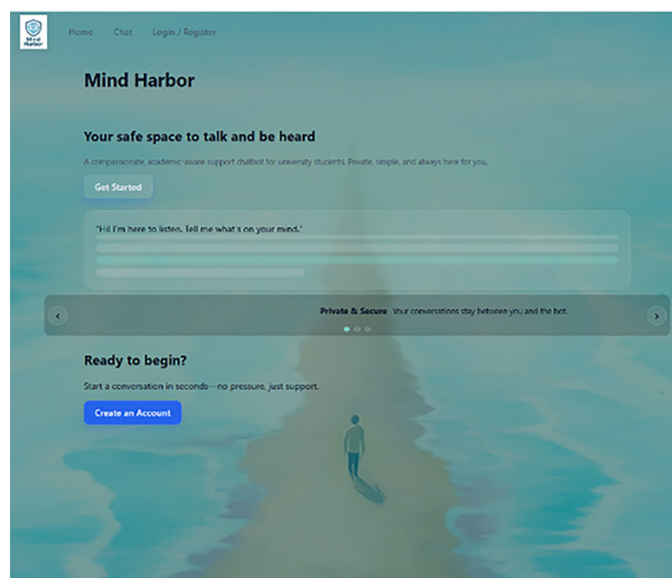 Mind Harbor
Home Chat Login / Register
Mind Harbor
Your safe space to talk and be heard
A compassionate, academic-aware support chatbot for university students. Private, simple, and always here for you.
Get Started
"Hi! I'm here to listen. Tell me what's on your mind."
Private & Secure Your conversations stay between you and the bot.
Ready to begin?
Start a conversation in seconds—no pressure, just support.
Create an Account